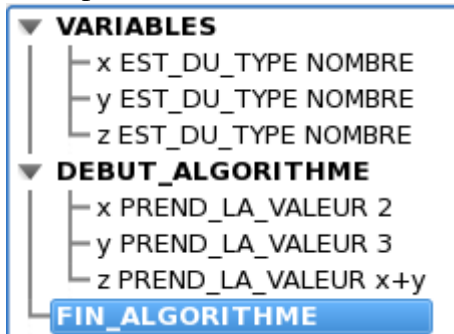 VARIABLES
x EST_DU_TYPE NOMBRE
y EST_DU_TYPE NOMBRE
z EST_DU_TYPE NOMBRE
DEBUT_ALGORITHME
x PREND_LA_VALEUR 2
y PREND_LA_VALEUR 3
z PREND_LA_VALEUR x+y
FIN_ALGORITHME